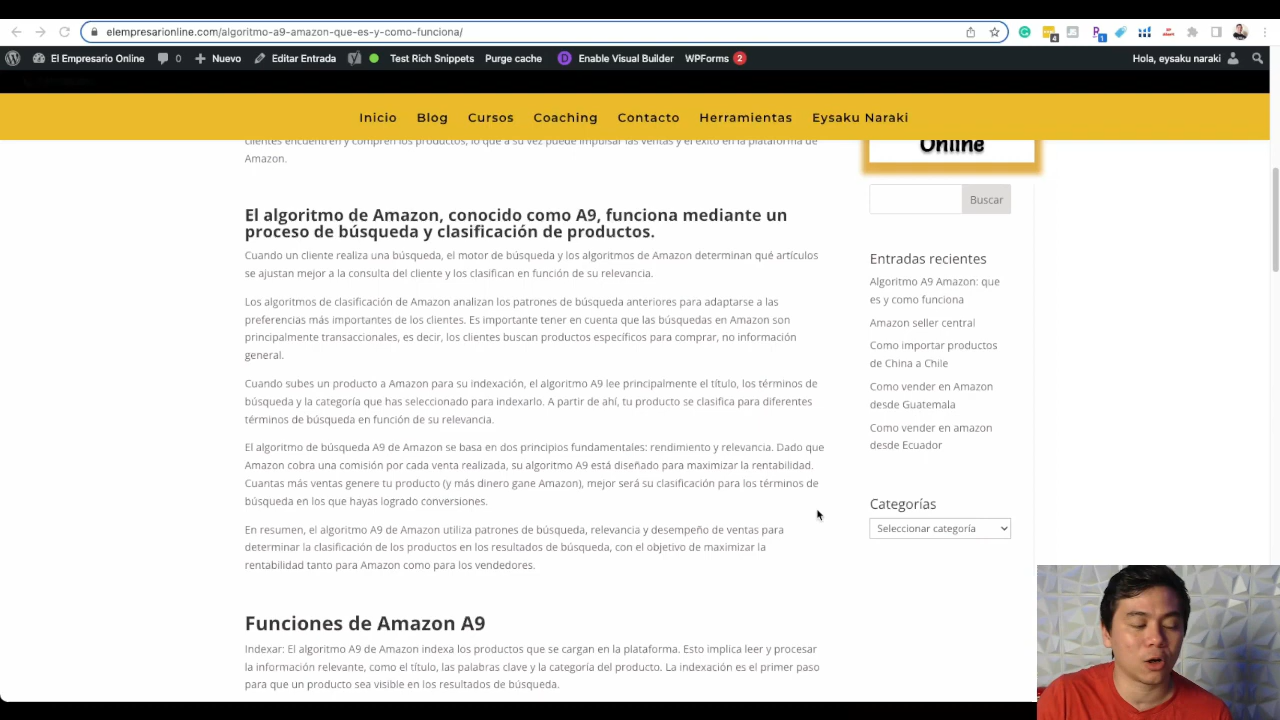 elempresarionline.com/algoritmo-a9-amazon-que-es-y-como-funciona/
El Empresario Online 0 Nuevo Editar Entrada Test Rich Snippets Purge cache Enable Visual Builder WPForms 2 Hola, eysaku naraki
Inicio Blog Cursos Coaching Contacto Herramientas Eysaku Naraki
clientes encuentren y compren los productos, lo que a su vez puede impulsar las ventas y el éxito en la plataforma de
Amazon.
Online
Buscar
El algoritmo de Amazon, conocido como A9, funciona mediante un
proceso de búsqueda y clasificación de productos.
Cuando un cliente realiza una búsqueda, el motor de búsqueda y los algoritmos de Amazon determinan qué artículos
se ajustan mejor a la consulta del cliente y los clasifican en función de su relevancia.
Los algoritmos de clasificación de Amazon analizan los patrones de búsqueda anteriores para adaptarse a las
preferencias más importantes de los clientes. Es importante tener en cuenta que las búsquedas en Amazon son
principalmente transaccionales, es decir, los clientes buscan productos específicos para comprar, no información
general.
Cuando subes un producto a Amazon para su indexación, el algoritmo A9 lee principalmente el título, los términos de
búsqueda y la categoría que has seleccionado para indexarlo. A partir de ahí, tu producto se clasifica para diferentes
términos de búsqueda en función de su relevancia.
El algoritmo de búsqueda A9 de Amazon se basa en dos principios fundamentales: rendimiento y relevancia. Dado que
Amazon cobra una comisión por cada venta realizada, su algoritmo A9 está diseñado para maximizar la rentabilidad.
Cuantas más ventas genere tu producto (y más dinero gane Amazon), mejor será su clasificación para los términos de
búsqueda en los que hayas logrado conversiones.
En resumen, el algoritmo A9 de Amazon utiliza patrones de búsqueda, relevancia y desempeño de ventas para
determinar la clasificación de los productos en los resultados de búsqueda, con el objetivo de maximizar la
rentabilidad tanto para Amazon como para los vendedores.
Funciones de Amazon A9
Indexar: El algoritmo A9 de Amazon indexa los productos que se cargan en la plataforma. Esto implica leer y procesar
la información relevante, como el título, las palabras clave y la categoría del producto. La indexación es el primer paso
para que un producto sea visible en los resultados de búsqueda.
Entradas recientes
Algoritmo A9 Amazon: que
es y como funciona
Amazon seller central
Como importar productos
de China a Chile
Como vender en Amazon
desde Guatemala
Como vender en amazon
desde Ecuador
Categorías
Seleccionar categoría